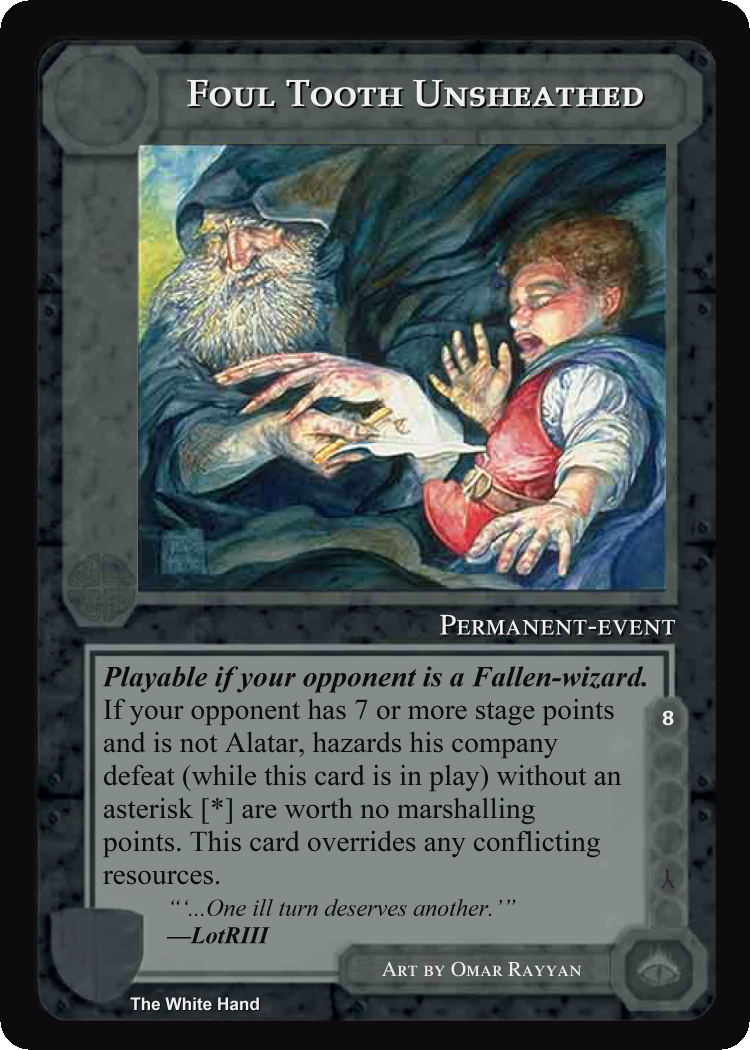 Foul Tooth Unsheathed
Permanent-event
Playable if your opponent is a Fallen-wizard.
If your opponent has 7 or more stage points
and is not Alatar, hazards his company
defeat (while this card is in play) without an
asterisk [*] are worth no marshalling
points. This card overrides any conflicting
resources.
8
“‘...One ill turn deserves another.’”
—LotRIII
Art by Omar Rayyan
The White Hand